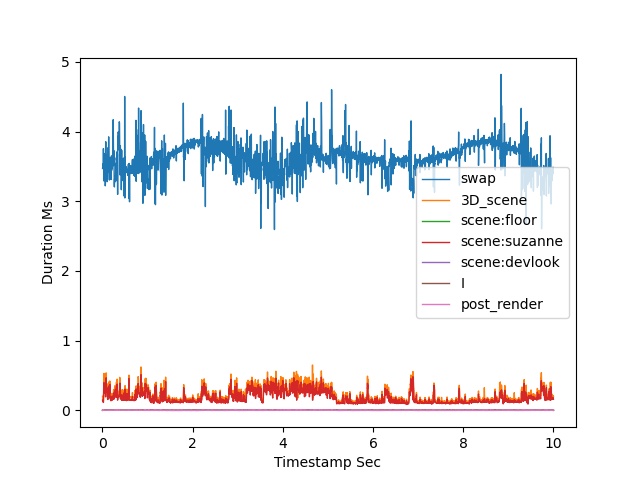 5
4
3
2
1
0
Duration Ms
swap
3D_scene
scene:floor
scene:suzanne
scene:devlook
I
post_render
0 2 4 6 8 10
Timestamp Sec